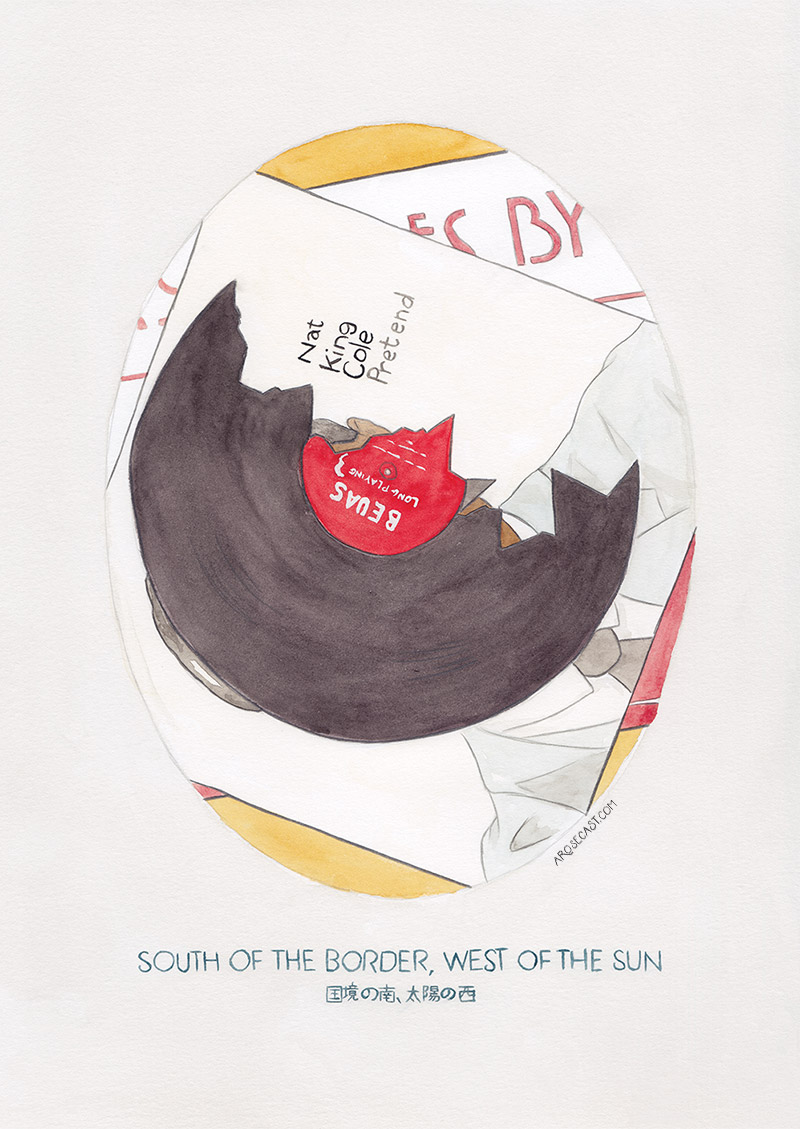 ES BY
Nat
King
Cole
Pretend
BEUAS
LONG PLAYING
AROSECAST.COM
SOUTH OF THE BORDER, WEST OF THE SUN
国境の南、太陽の西